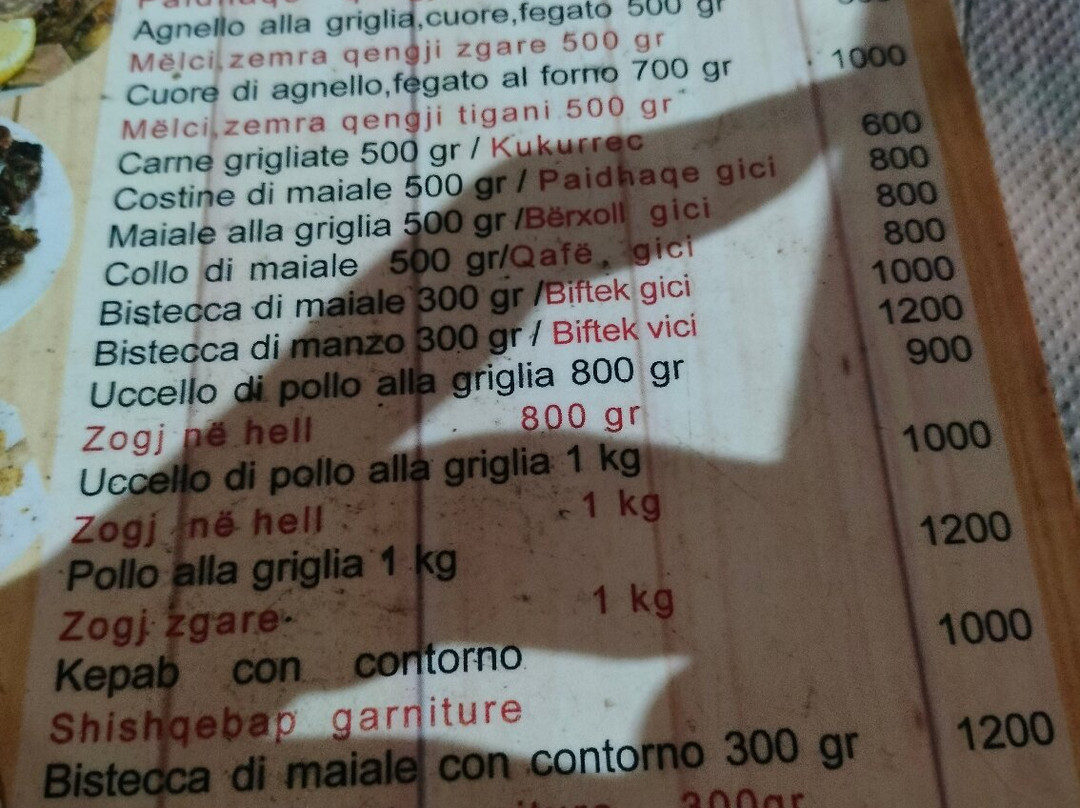 Agnello alla griglia,cuore,fegato 500 gr
Mëlci,zemra qengji zgare 500 gr
Cuore di agnello,fegato al forno 700 gr 1000
Mëlci,zemra qengji tigani 500 gr
Carne grigliate 500 gr / Kukurrec 600
Costine di maiale 500 gr / Paidhaqe gici 800
Maiale alla griglia 500 gr /Bërxoll gici 800
Collo di maiale 500 gr/Qafë, gici 800
Bistecca di maiale 300 gr /Biftek gici 1000
Bistecca di manzo 300 gr / Biftek vici 1200
Uccello di pollo alla griglia 800 gr 900
Zogj në hell 800 gr
Uccello di pollo alla griglia 1 kg 1000
Zogj në hell 1 kg
Pollo alla griglia 1 kg 1200
Zogj zgare 1 kg
Kepab con contorno 1000
Shishqebap garniture
Bistecca di maiale con contorno 300 gr 1200
300gr